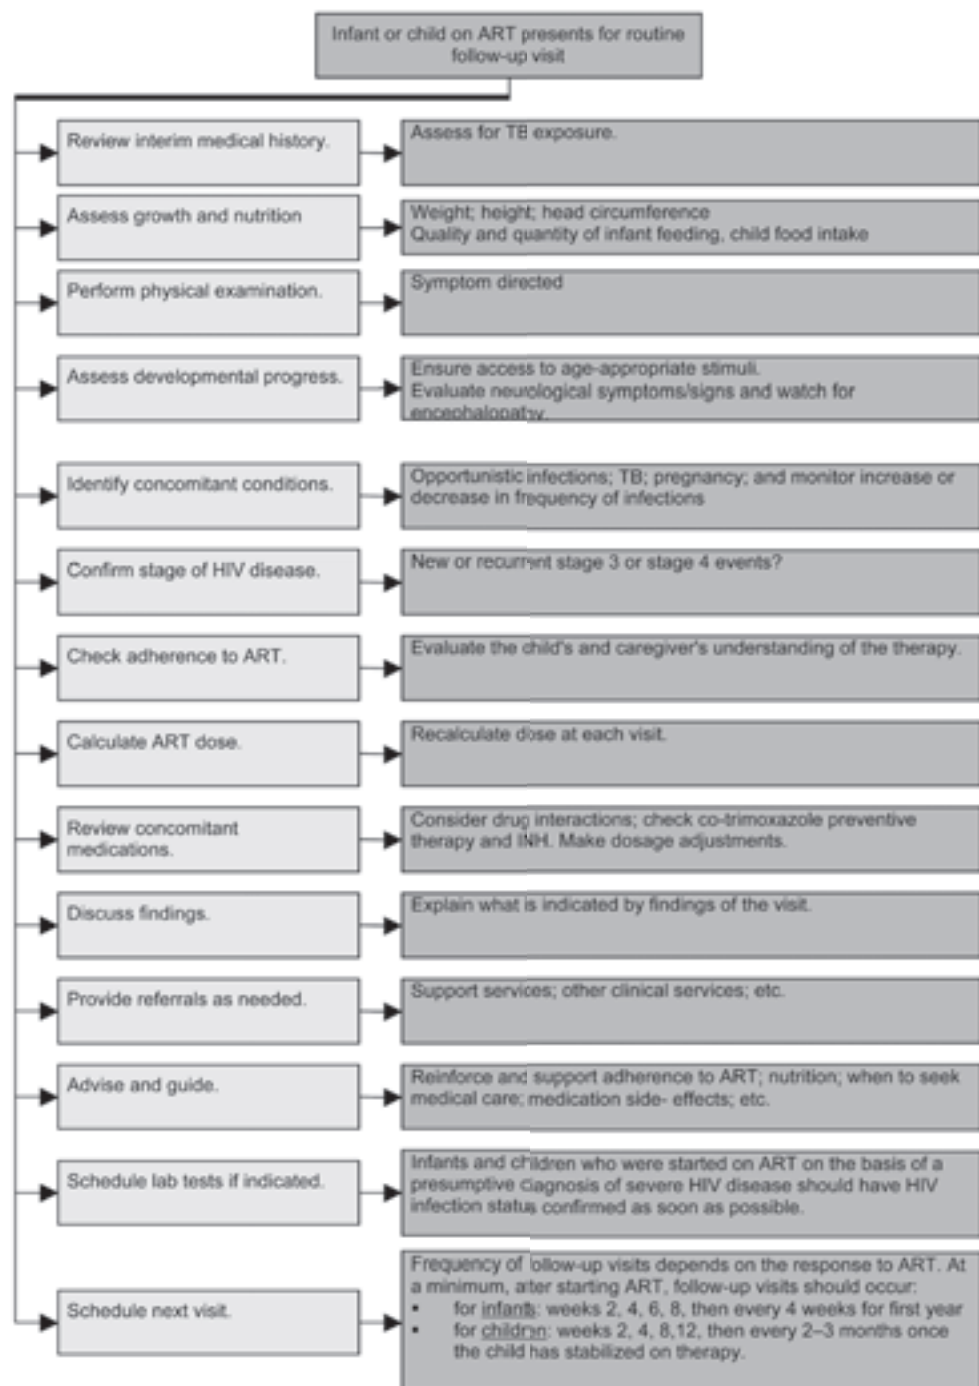 Infant or child on ART presents for routine
follow-up visit
Review interim medical history.
Assess for TB exposure.
Assess growth and nutrition
Weight; height; head circumference
Quality and quantity of infant feeding, child food intake
Perform physical examination.
Symptom directed
Assess developmental progress.
Ensure access to age-appropriate stimuli.
Evaluate neurological symptoms/signs and watch for
encephalopathy.
Identify concomitant conditions.
Opportunistic infections; TB; pregnancy; and monitor increase or
decrease in frequency of infections
Confirm stage of HIV disease.
New or recurrent stage 3 or stage 4 events?
Check adherence to ART.
Evaluate the child's and caregiver's understanding of the therapy.
Calculate ART dose.
Recalculate dose at each visit.
Review concomitant
medications.
Consider drug interactions; check co-trimoxazole preventive
therapy and INH. Make dosage adjustments.
Discuss findings.
Explain what is indicated by findings of the visit.
Provide referrals as needed.
Support services; other clinical services; etc.
Advise and guide.
Reinforce and support adherence to ART; nutrition; when to seek
medical care; medication side- effects; etc.
Schedule lab tests if indicated.
Infants and children who were started on ART on the basis of a
presumptive diagnosis of severe HIV disease should have HIV
infection status confirmed as soon as possible.
Schedule next visit.
Frequency of follow-up visits depends on the response to ART. At
a minimum, after starting ART, follow-up visits should occur:
▪ for infants: weeks 2, 4, 6, 8, then every 4 weeks for first year
▪ for children: weeks 2, 4, 8,12, then every 2–3 months once
the child has stabilized on therapy.